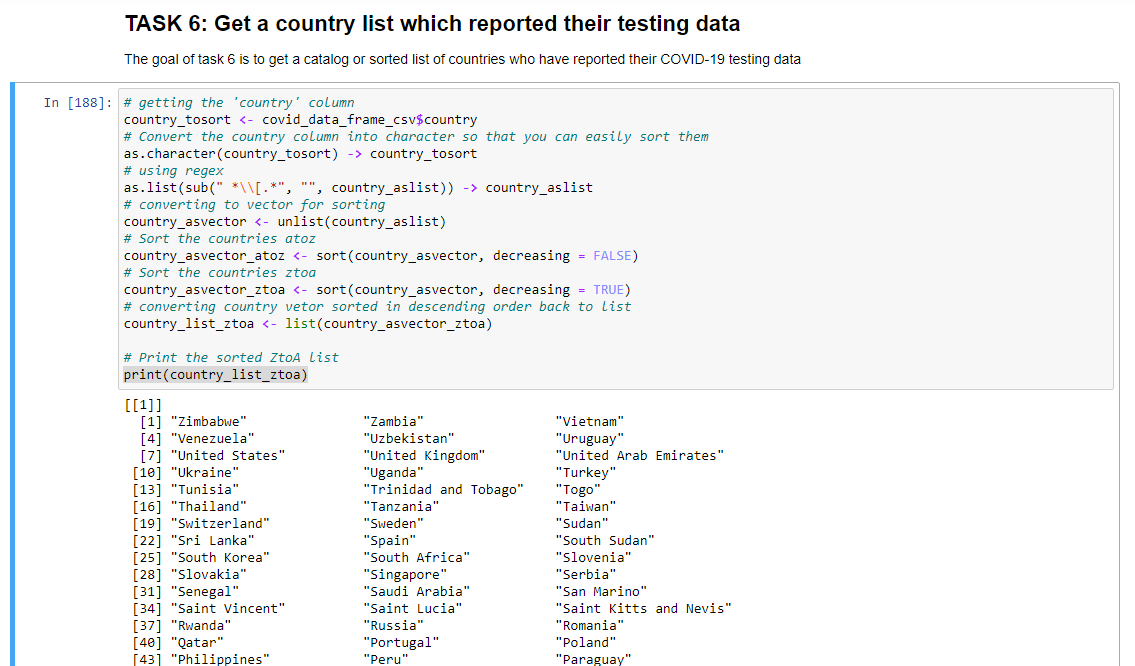 TASK 6: Get a country list which reported their testing data
The goal of task 6 is to get a catalog or sorted list of countries who have reported their COVID-19 testing data
In [188]: # getting the 'country' column
country_tosort <- covid_data_frame_csv$country
# Convert the country column into character so that you can easily sort them
as.character(country_tosort) -> country_tosort
# using regex
as.list(sub(" *\\[.*", "", country_aslist)) -> country_aslist
# converting to vector for sorting
country_asvector <- unlist(country_aslist)
# Sort the countries atoz
country_asvector_atoz <- sort(country_asvector, decreasing = FALSE)
# Sort the countries ztoa
country_asvector_ztoa <- sort(country_asvector, decreasing = TRUE)
# converting country vetor sorted in descending order back to list
country_list_ztoa <- list(country_asvector_ztoa)
# Print the sorted ZtoA list
print(country_list_ztoa)
[[1]]
[1] "Zimbabwe" "Zambia" "Vietnam"
[4] "Venezuela" "Uzbekistan" "Uruguay"
[7] "United States" "United Kingdom" "United Arab Emirates"
[10] "Ukraine" "Uganda" "Turkey"
[13] "Tunisia" "Trinidad and Tobago" "Togo"
[16] "Thailand" "Tanzania" "Taiwan"
[19] "Switzerland" "Sweden" "Sudan"
[22] "Sri Lanka" "Spain" "South Sudan"
[25] "South Korea" "South Africa" "Slovenia"
[28] "Slovakia" "Singapore" "Serbia"
[31] "Senegal" "Saudi Arabia" "San Marino"
[34] "Saint Vincent" "Saint Lucia" "Saint Kitts and Nevis"
[37] "Rwanda" "Russia" "Romania"
[40] "Qatar" "Portugal" "Poland"
[43] "Philippines" "Peru" "Paraguay"